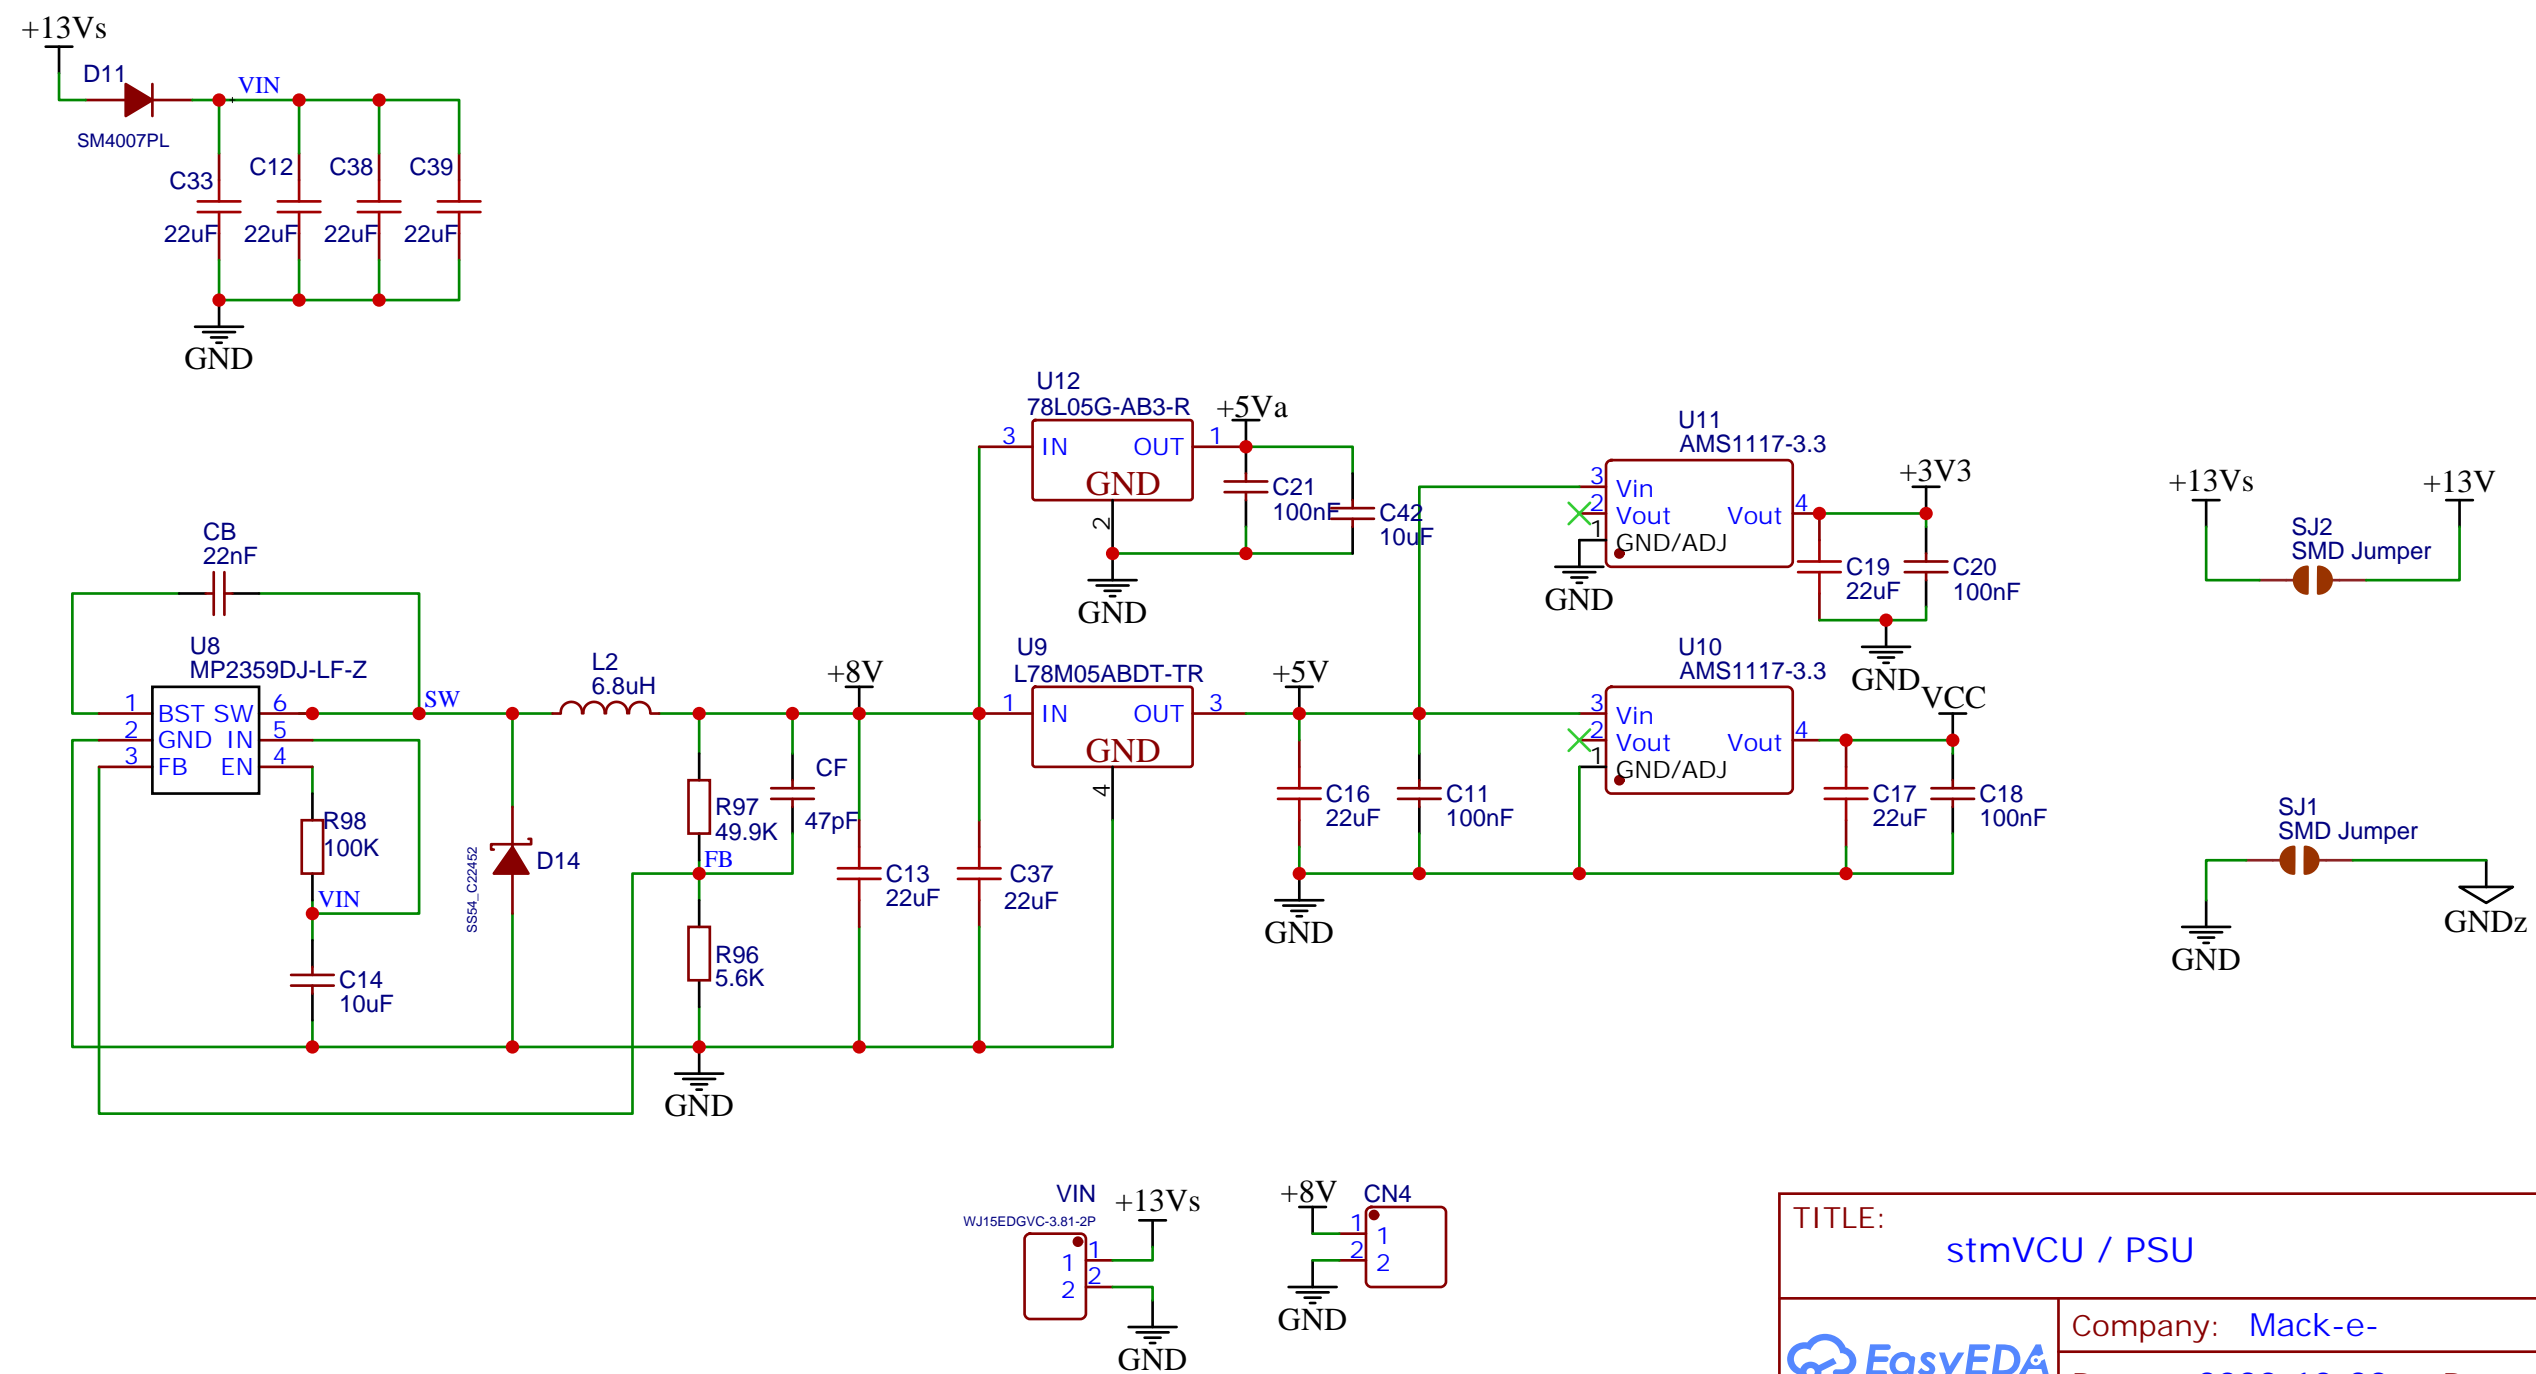 +13Vs
D11
VIN
SM4007PL
C33
C12
C38
C39
22uF
22uF
22uF
22uF
GND
CB
22nF
U8
MP2359DJ-LF-Z
1
2
3
BST SW
GND IN
FB EN
6
5
4
SW
R98
100K
VIN
C14
10uF
SS54_C22452
D14
L2
6.8uH
R97
49.9K
FB
CF
47pF
R96
5.6K
GND
+8V
C13
22uF
C37
22uF
U12
78L05G-AB3-R
3
IN OUT
GND
1
2
GND
+5Va
C21
100nF
C42
10uF
U9
L78M05ABDT-TR
1
IN OUT
GND
3
4
+5V
C16
22uF
C11
100nF
GND
U11
AMS1117-3.3
3
Vin
2
Vout Vout
1
GND/ADJ
4
GND
+3V3
C19
22uF
C20
100nF
GND
U10
AMS1117-3.3
3
Vin
2
Vout Vout
1
GND/ADJ
4
VCC
C17
22uF
C18
100nF
+13Vs
+13V
SJ2
SMD Jumper
SJ1
SMD Jumper
GND
GNDz
VIN
WJ15EDGVC-3.81-2P
+13Vs
1
1
2
2
GND
+8V
CN4
1
1
2
2
GND
TITLE:
stmVCU / PSU
Company: Mack-e-
EasyEDA